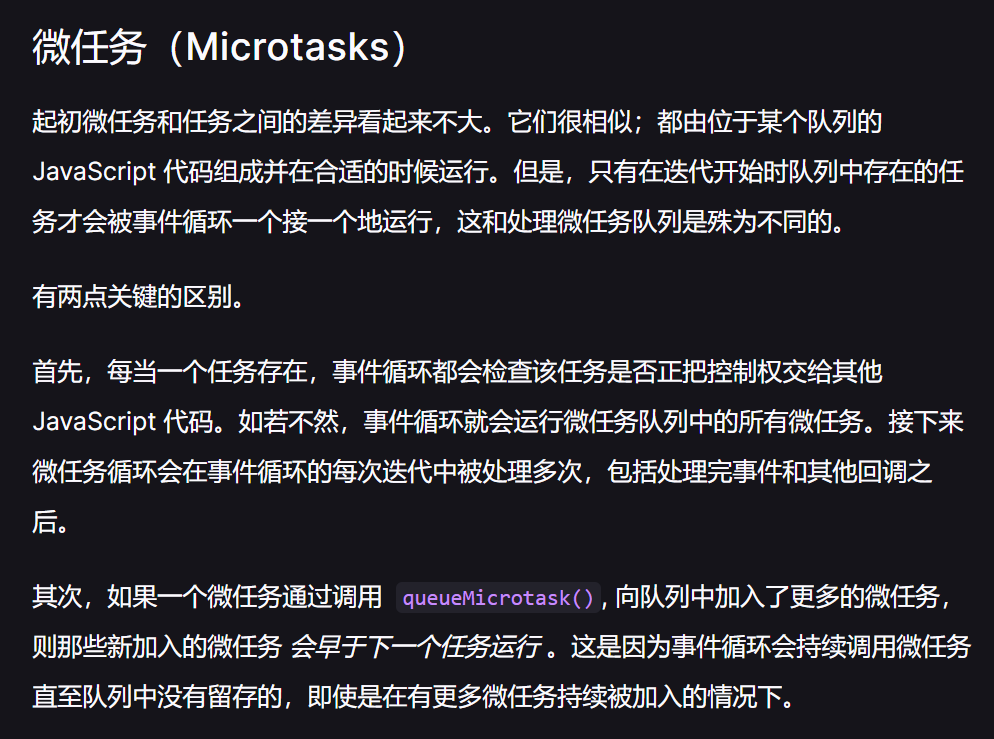 微任务（Microtasks）
起初微任务和任务之间的差异看起来不大。它们很相似；都由位于某个队列的
JavaScript 代码组成并在合适的时候运行。但是，只有在迭代开始时队列中存在的任
务才会被事件循环一个接一个地运行，这和处理微任务队列是殊为不同的。
有两点关键的区别。
首先，每当一个任务存在，事件循环都会检查该任务是否正把控制权交给其他
JavaScript 代码。如若不然，事件循环就会运行微任务队列中的所有微任务。接下来
微任务循环会在事件循环的每次迭代中被处理多次，包括处理完事件和其他回调之
后。
其次，如果一个微任务通过调用 queueMicrotask(), 向队列中加入了更多的微任务，
则那些新加入的微任务 会早于下一个任务运行 。这是因为事件循环会持续调用微任务
直至队列中没有留存的，即使是在有更多微任务持续被加入的情况下。